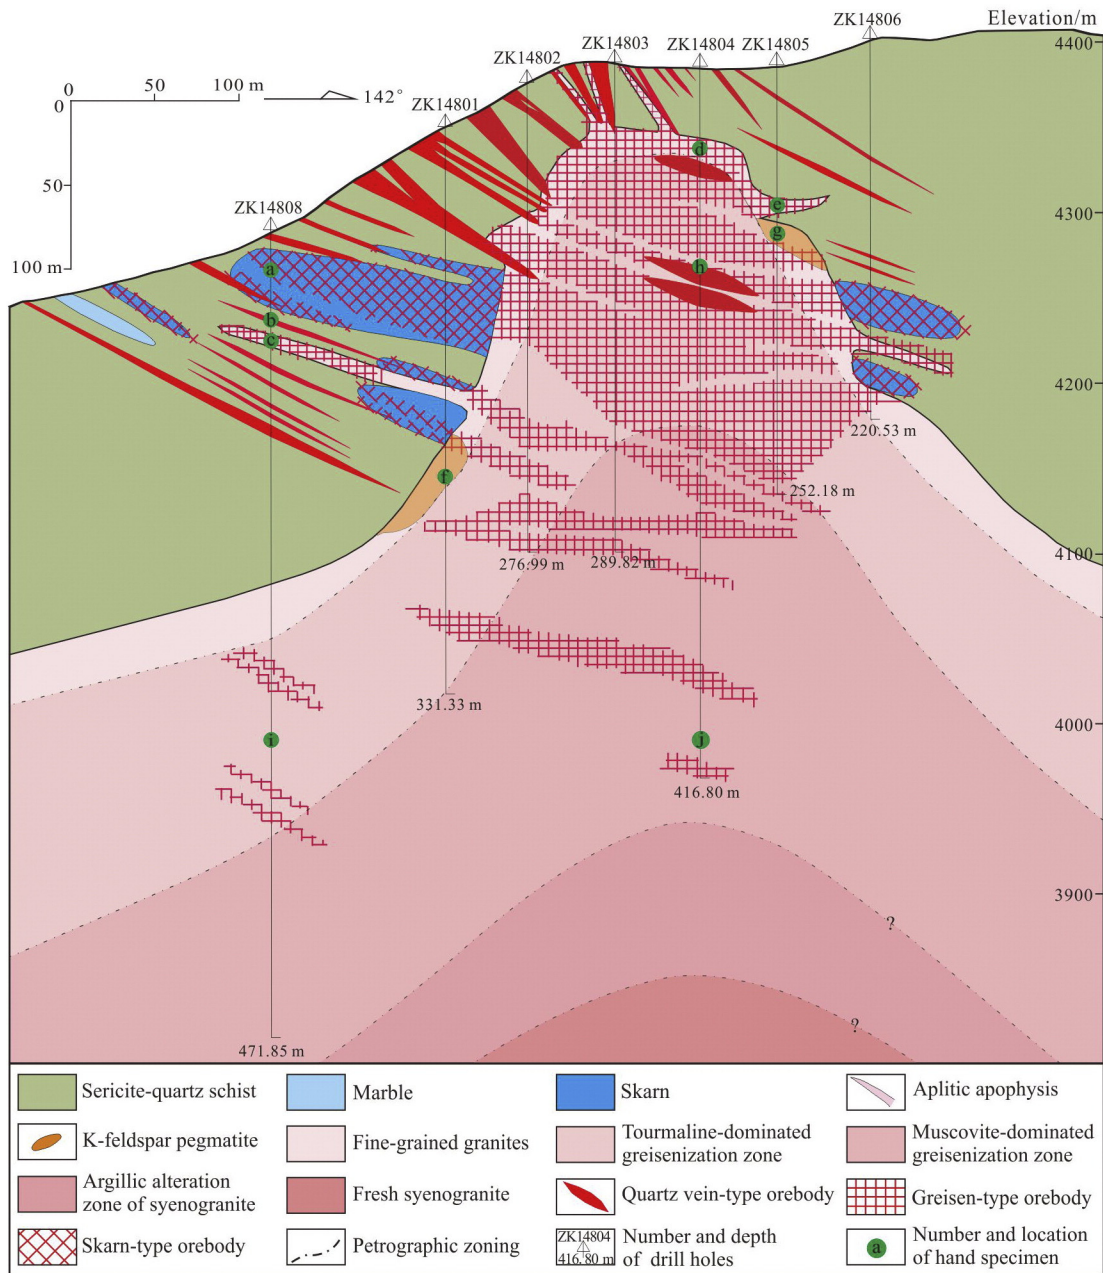 Elevation/m
ZK14806
4400
ZK14803
ZK14804
ZK14805
ZK14802
0
50
100 m
0
142°
ZK14801
d
50
ZK14808
e
4300
g
100 m
a
h
b
c
4200
220.53 m
f
252.18 m
4100
276.99 m
289.82 m
331.33 m
4000
i
j
416.80 m
3900
?
?
471.85 m
Sericite-quartz schist
Marble
Skarn
Aplitic apophysis
K-feldspar pegmatite
Fine-grained granites
Tourmaline-dominated
greisenization zone
Muscovite-dominated
greisenization zone
Argillic alteration
zone of syenogranite
Fresh syenogranite
Quartz vein-type orebody
Greisen-type orebody
Skarn-type orebody
Petrographic zoning
ZK14804
416.80 m
Number and depth
of drill holes
a
Number and location
of hand specimen